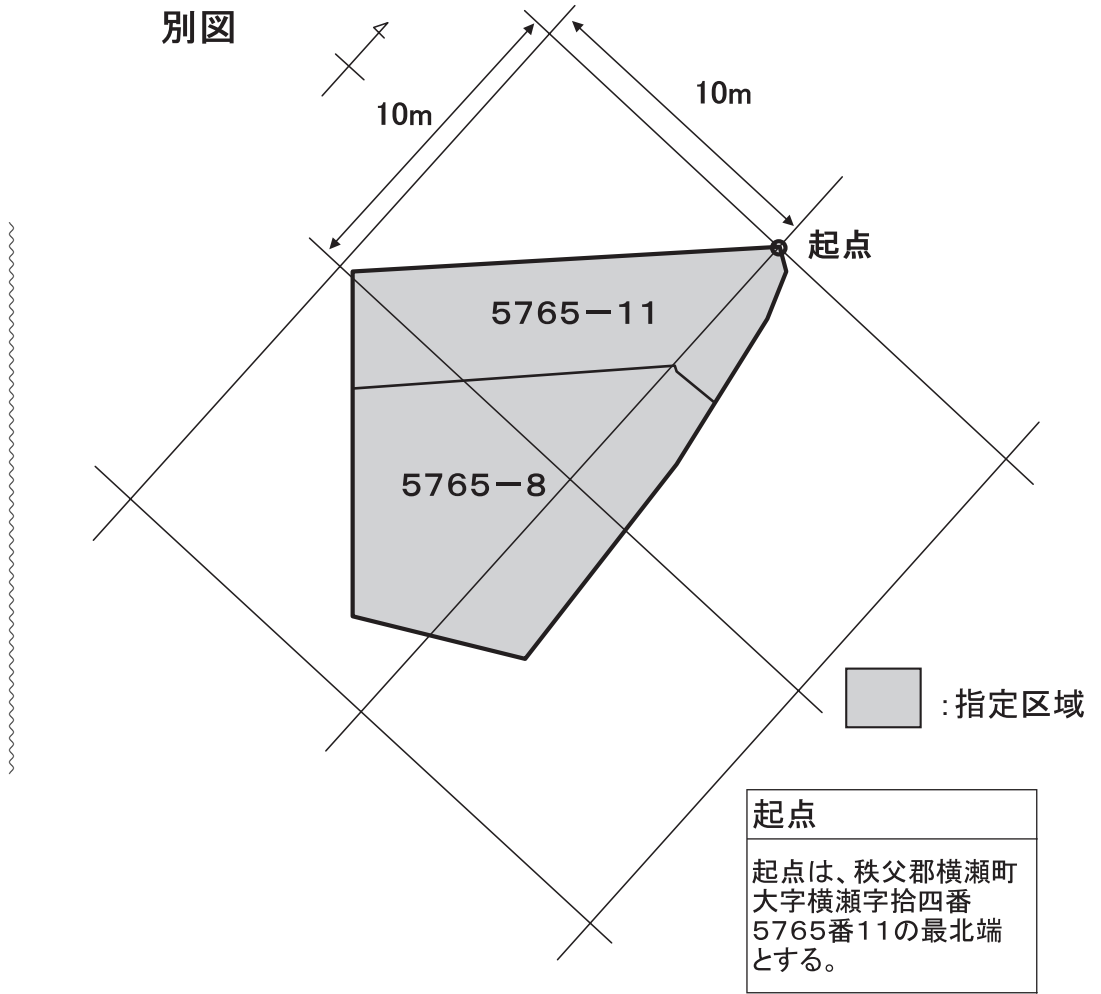 別図
10m
10m
起点
5765－11
5765－8
：指定区域
起点
起点は、秩父郡横瀬町
大字横瀬字拾四番
5765番11の最北端
とする。